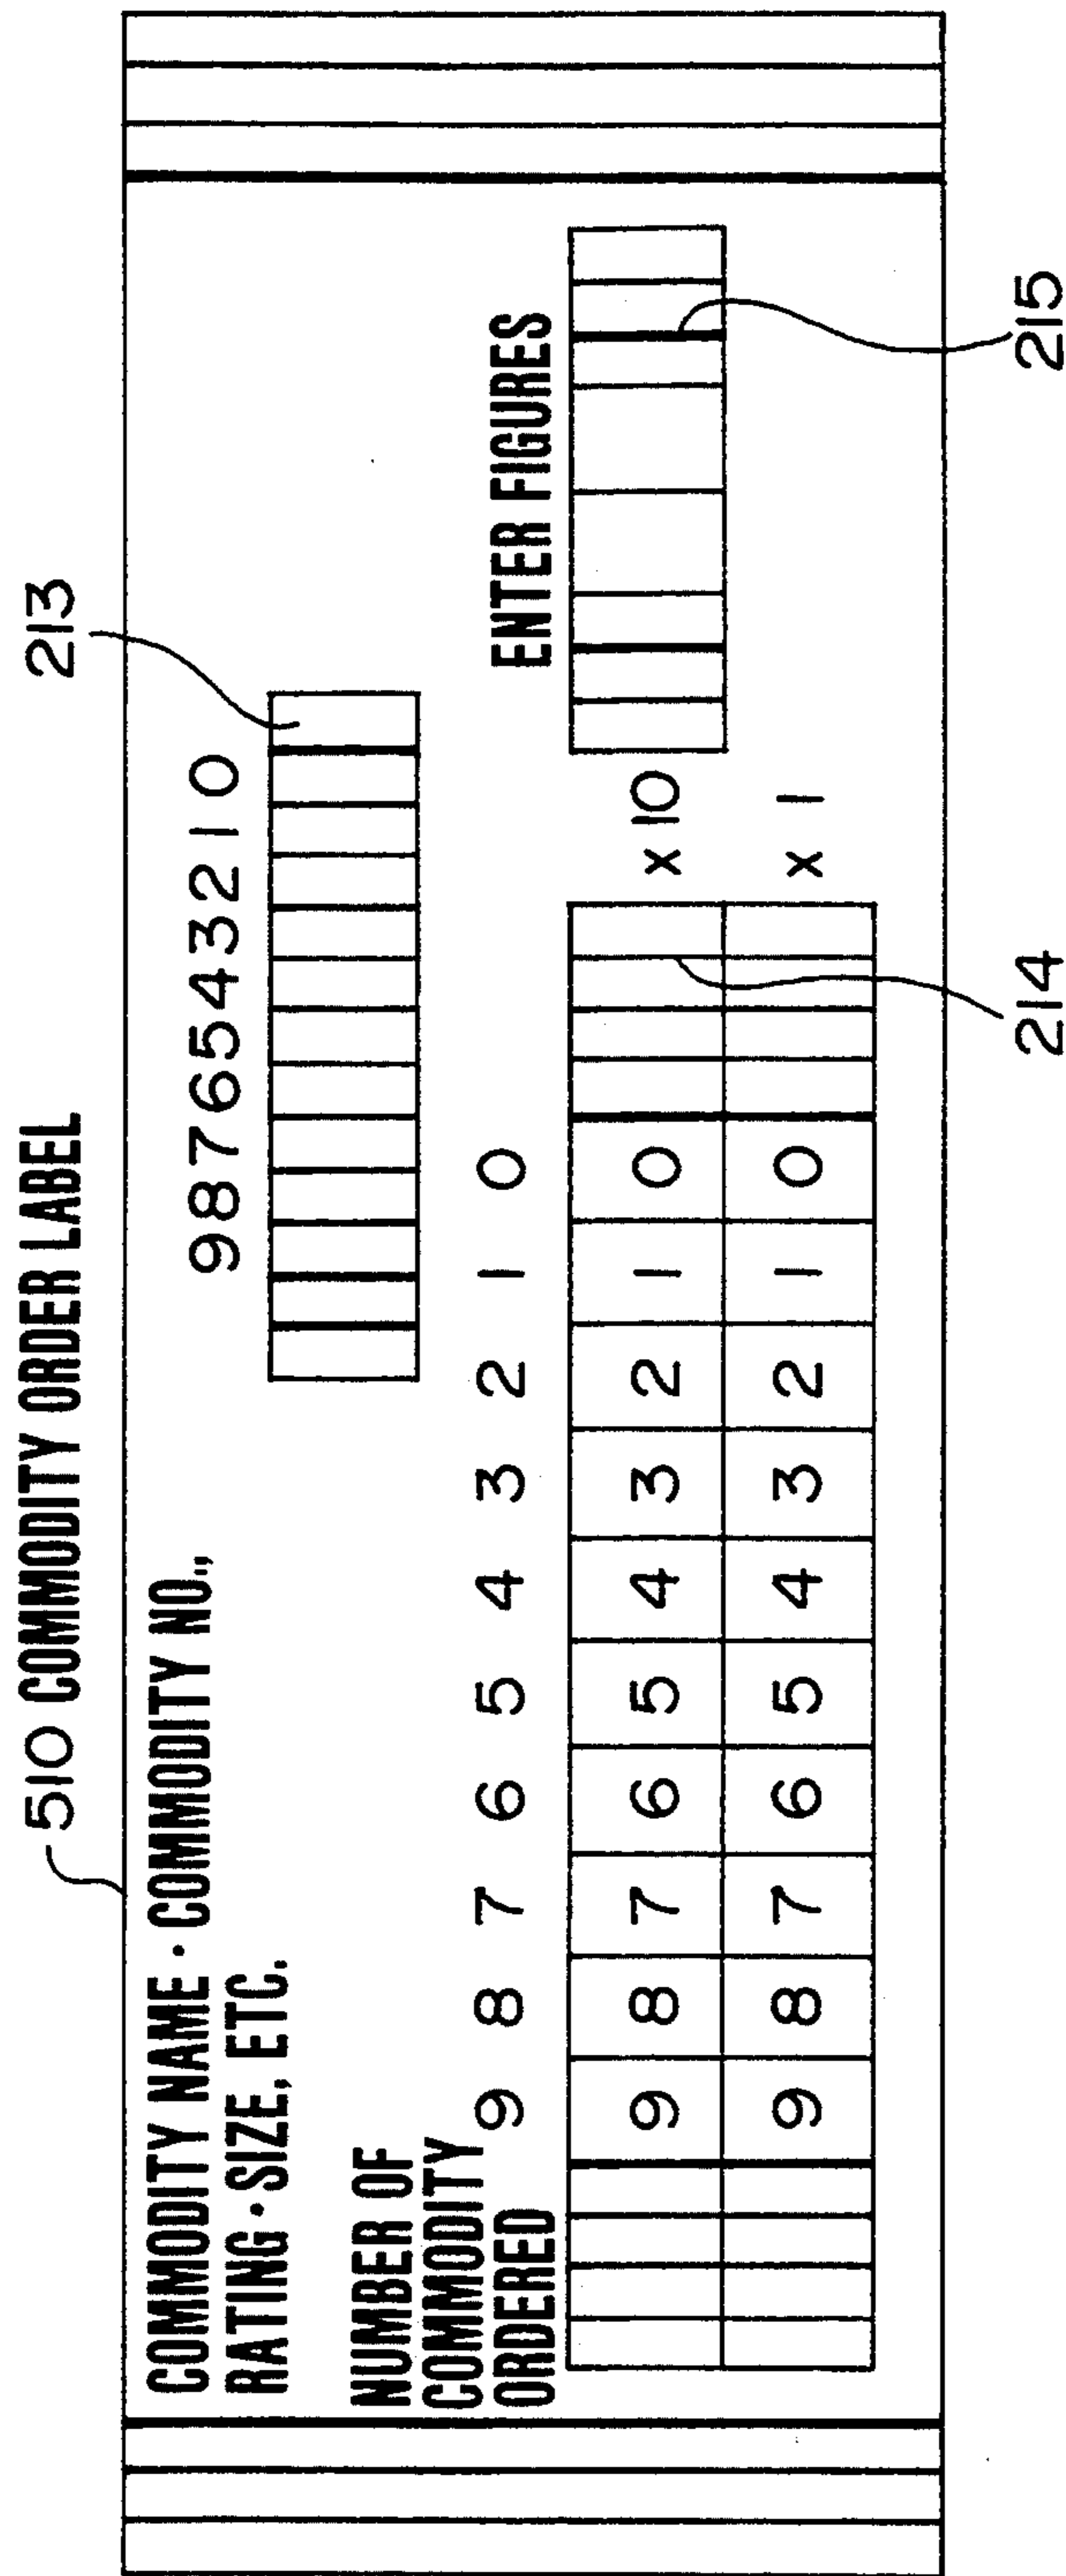 510 COMMODITY ORDER LABEL
COMMODITY NAME · COMMODITY NO.,
RATING · SIZE, ETC.
9876543210
213
NUMBER OF
COMMODITY
ORDERED
9 8 7 6 5 4 3 2 1 0
ENTER FIGURES
9 8 7 6 5 4 3 2 1 0 x 10
9 8 7 6 5 4 3 2 1 0 x 1
214
215